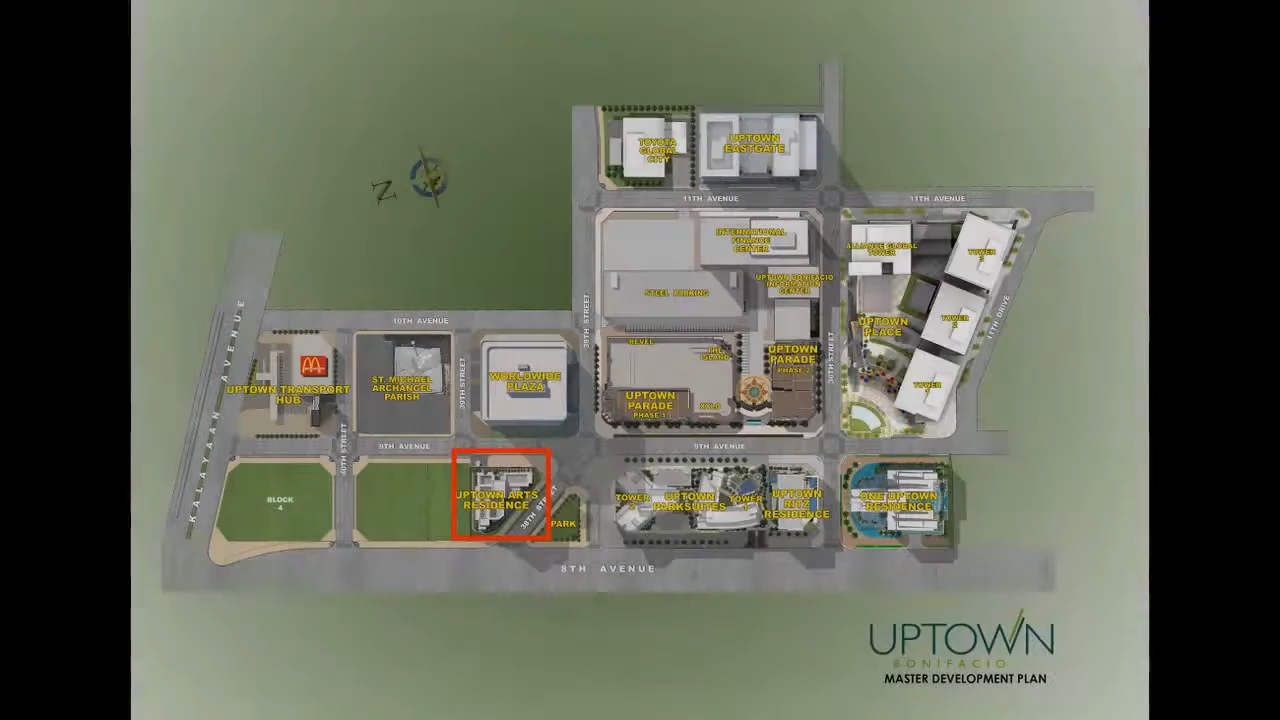 TOYOTA
GLOBAL
CITY
UPTOWN
EASTGATE
N
11TH AVENUE
11TH AVENUE
INTERNATIONAL
FINANCE
CENTER
ALLIANCE GLOBAL
TOWER
TOWER
UPTOWN BONIFACIO
INFORMATION
CENTER
STEEL PARKING
38TH STREET
11TH DRIVE
KALAYAAN AVENUE
10TH AVENUE
TOWER
2
UPTOWN
PLACE
REVEL
THE
ISLAND
UPTOWN
PARADE
PHASE 2
36TH STREET
UPTOWN TRANSPORT
HUB
ST. MICHAEL
ARCHANGEL
PARISH
39TH STREET
WORLDWIDE
PLAZA
TOWER
UPTOWN
PARADE
PHASE 1
XYLO
9TH AVENUE
9TH AVENUE
40TH STREET
BLOCK
4
UPTOWN ARTS
RESIDENCE
38TH ST.
PARK
TOWER
UPTOWN
PARKSUITES
TOWER
UPTOWN
RITZ
RESIDENCE
ONE UPTOWN
RESIDENCE
8TH AVENUE
UPTOWN
BONIFACIO
MASTER DEVELOPMENT PLAN